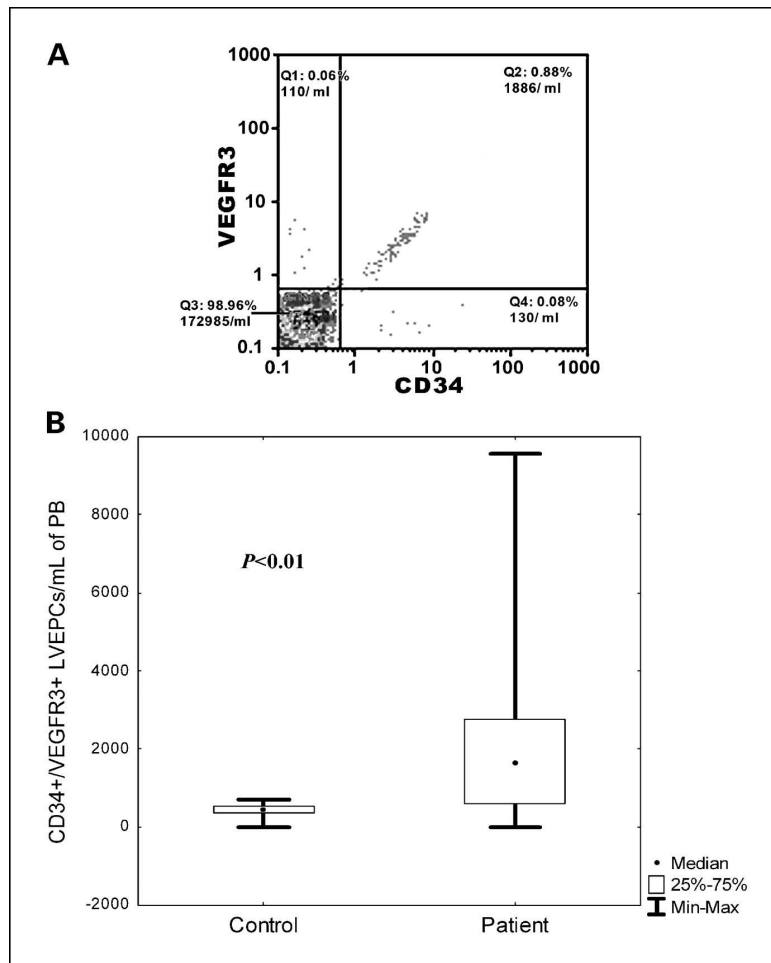 A
1000
Q1: 0.06%
110/ ml
Q2: 0.88%
1886/ ml
100
VEGFR3
10
1
Q3: 98.96%
172985/ml
Q4: 0.08%
130/ ml
0.1
0.1 1 10 100 1000
CD34
B
10000
8000
6000
4000
2000
0
-2000
CD34+/VEGFR3+ LVEPCs/mL of PB
P<0.01
Median
25%-75%
Min-Max
Control Patient